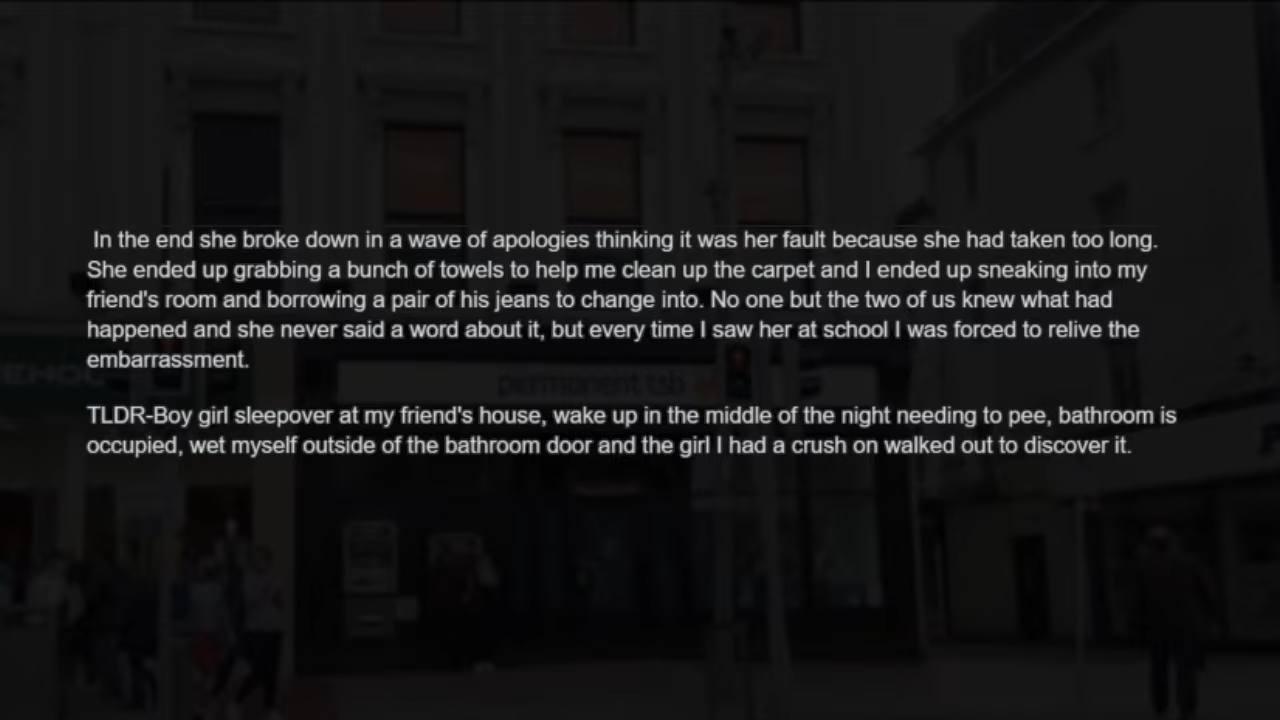 In the end she broke down in a wave of apologies thinking it was her fault because she had taken too long.
She ended up grabbing a bunch of towels to help me clean up the carpet and I ended up sneaking into my
friend's room and borrowing a pair of his jeans to change into. No one but the two of us knew what had
happened and she never said a word about it, but every time I saw her at school I was forced to relive the
embarrassment.
TLDR-Boy girl sleepover at my friend's house, wake up in the middle of the night needing to pee, bathroom is
occupied, wet myself outside of the bathroom door and the girl I had a crush on walked out to discover it.
permanent tsb